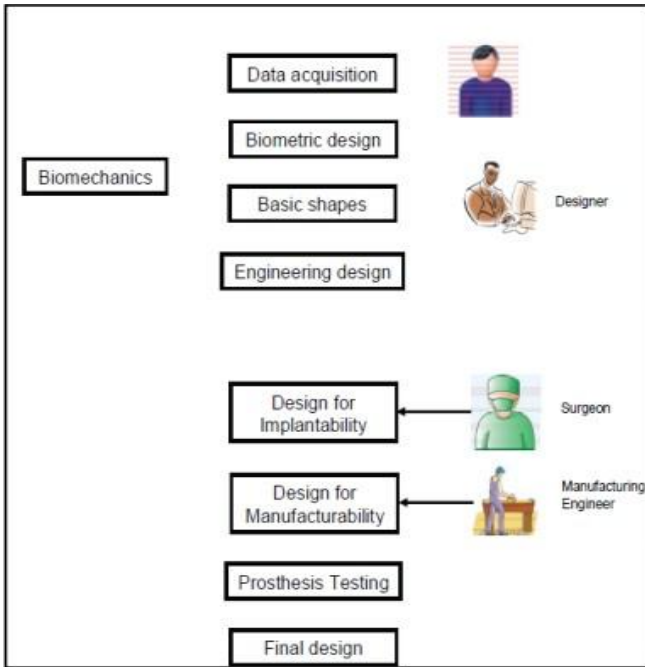 Data acquisition
Biometric design
Biomechanics
Basic shapes
Designer
Engineering design
Design for
Implantability
Surgeon
Design for
Manufacturability
Manufacturing
Engineer
Prosthesis Testing
Final design